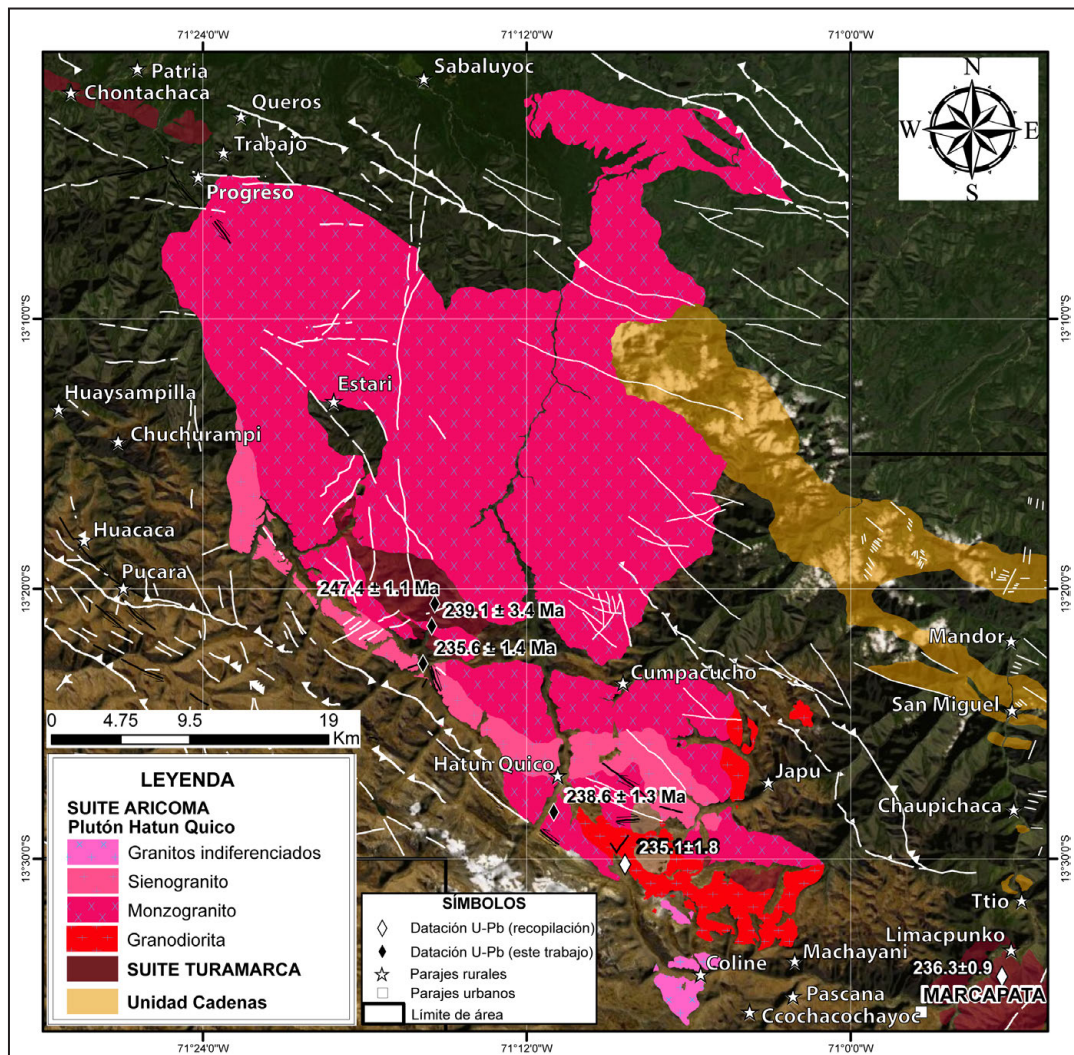 71°24'0"W
71°12'0"W
71°0'0"W
N
W
E
S
Patria
Chontachaca
Queros
Trabajo
Progreso
Sabaluyoc
13°10'0"S
13°10'0"S
Estari
Huaysampilla
Chuchurampi
Huacaca
Pucara
13°20'0"S
13°20'0"S
247.4 ± 1.1 Ma
239.1 ± 3.4 Ma
235.6 ± 1.4 Ma
Cumpacucho
Mandor
San Miguel
Hatun Quico
Japu
Chaupichaca
238.6 ± 1.3 Ma
235.1±1.8
13°30'0"S
13°30'0"S
Ttio
Limacpunko
236.3±0.9
MARCAPATA
Coline
Machayani
Pascana
Ccochacochayoc
0 4.75 9.5 19
Km
LEYENDA
SUITE ARICOMA
Plutón Hatun Quico
Granitos indiferenciados
Sienogranito
Monzogranito
Granodiorita
SUITE TURAMARCA
Unidad Cadenas
SÍMBOLOS
Datación U-Pb (recopilación)
Datación U-Pb (este trabajo)
Parajes rurales
Parajes urbanos
Límite de área
71°24'0"W
71°12'0"W
71°0'0"W